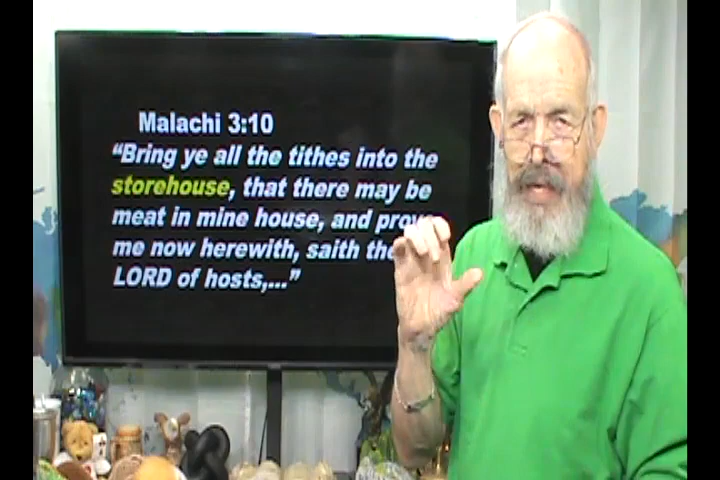 Malachi 3:10
“Bring ye all the tithes into the
storehouse, that there may be
meat in mine house, and prov
me now herewith, saith the
LORD of hosts,...”